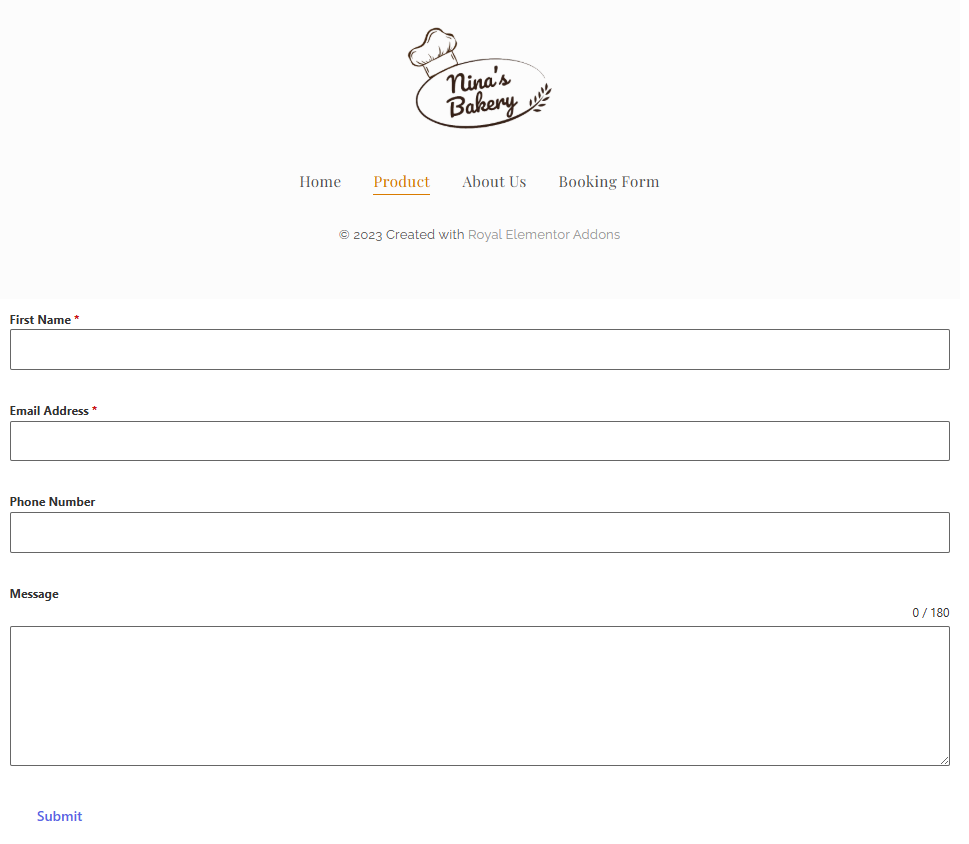 Nina's
Bakery
Home Product About Us Booking Form
© 2023 Created with Royal Elementor Addons
First Name *
Email Address *
Phone Number
Message
0 / 180
Submit